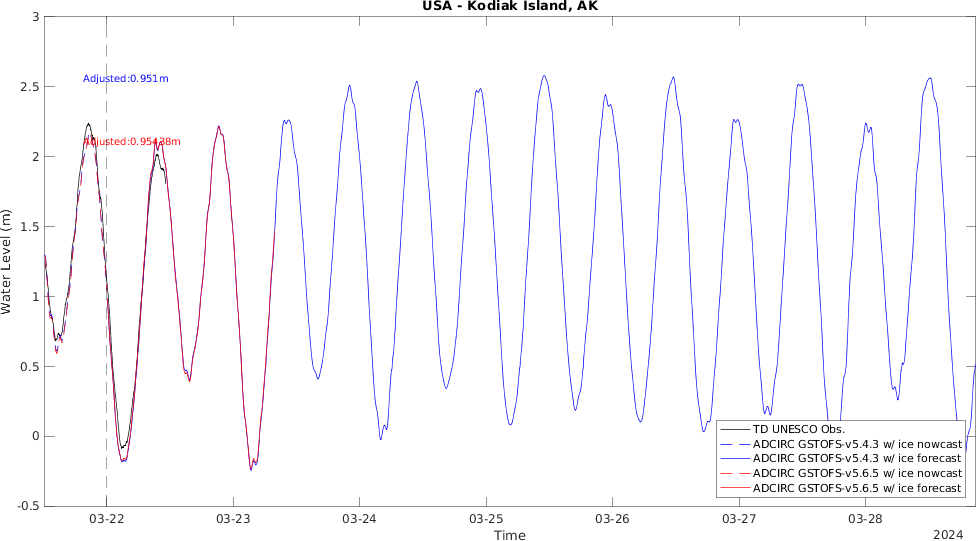 USA - Kodiak Island, AK
3
2.5
2
1.5
1
0.5
0
-0.5
Water Level (m)
Adjusted:0.951m
03-22
03-23
03-24
03-25
03-26
03-27
03-28
Time
2024
TD UNESCO Obs.
ADCIRC GSTOFS-v5.4.3 w/ ice nowcast
ADCIRC GSTOFS-v5.4.3 w/ ice forecast
ADCIRC GSTOFS-v5.6.5 w/ ice nowcast
ADCIRC GSTOFS-v5.6.5 w/ ice forecast